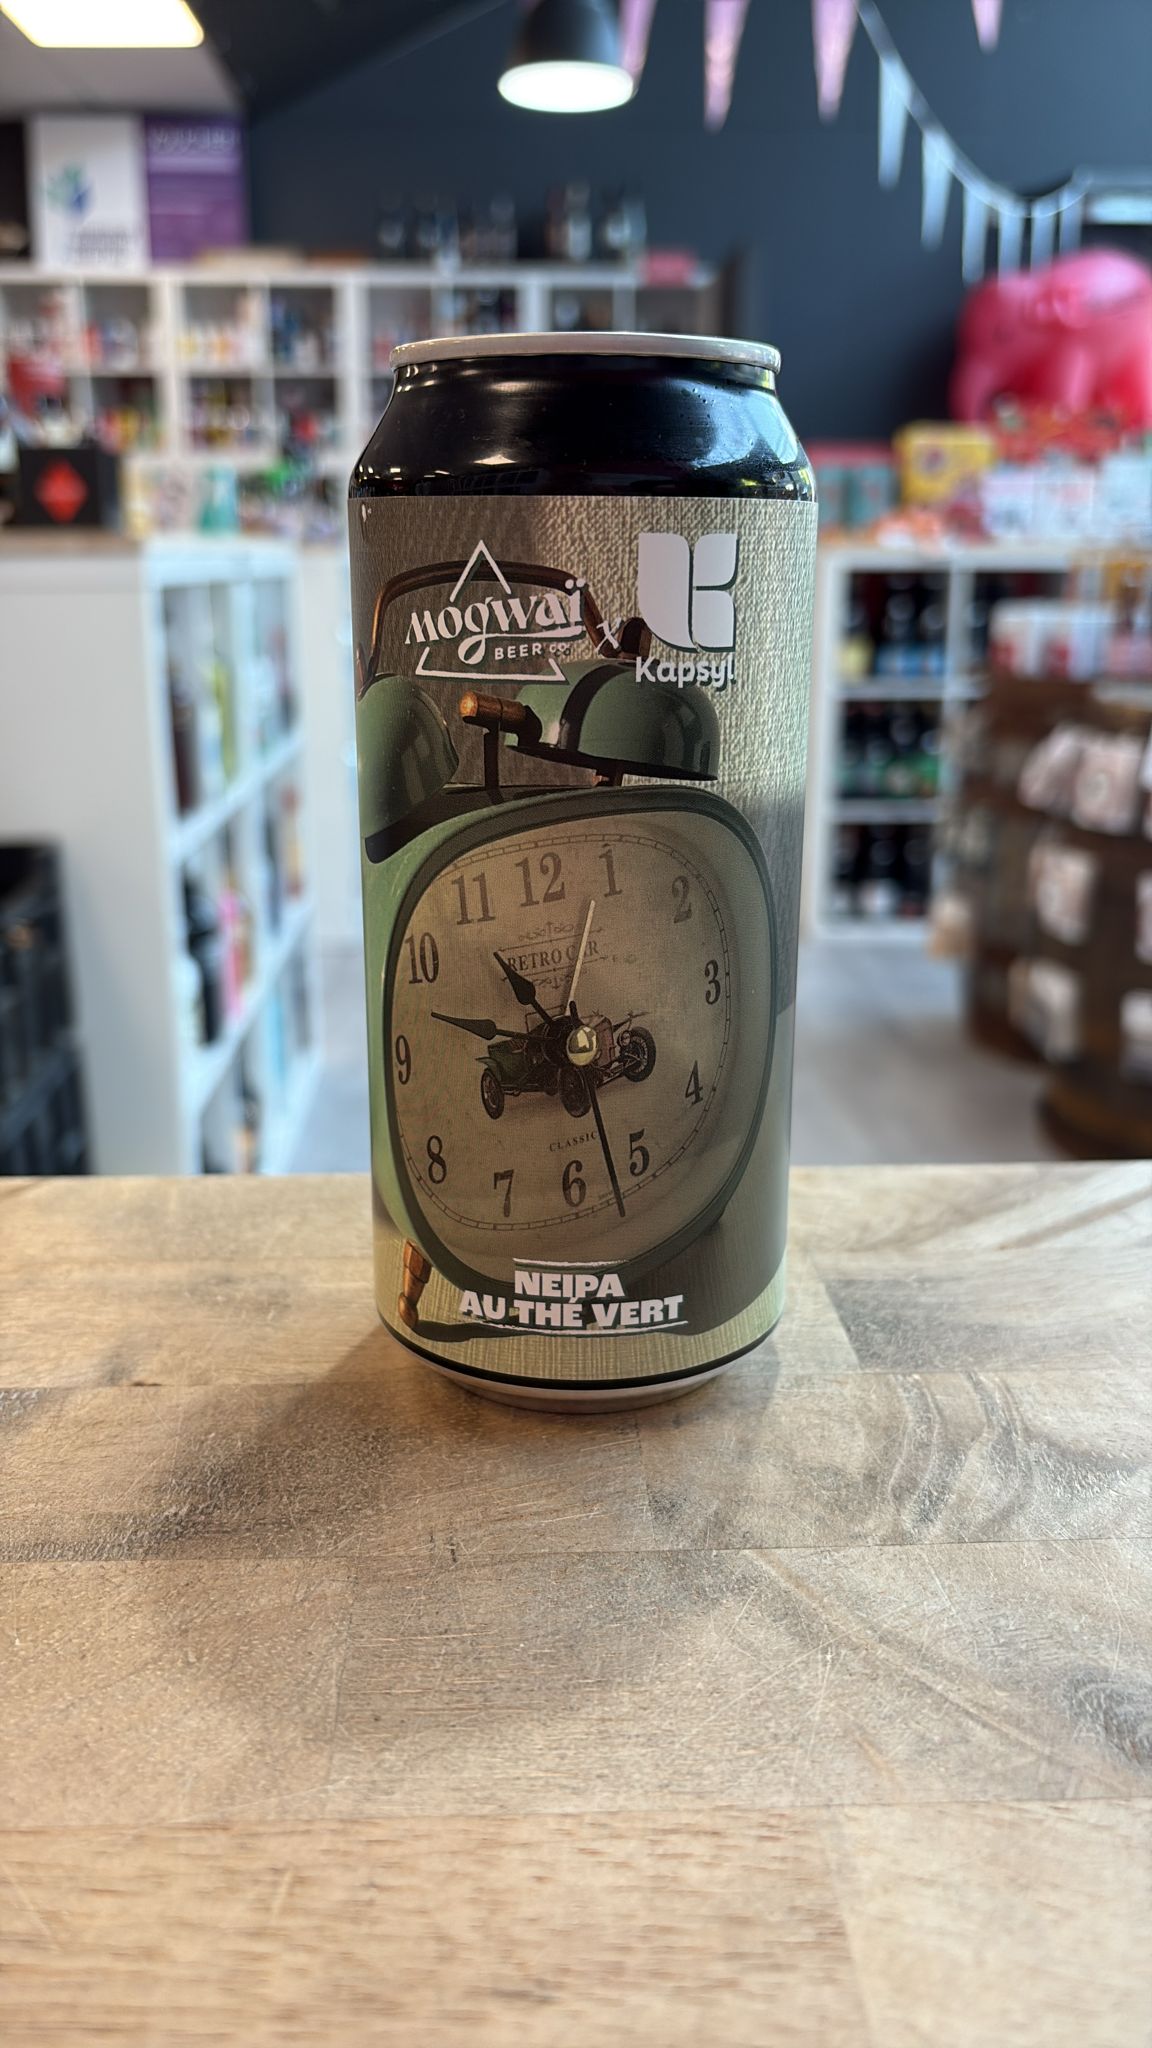 MOGWAÏ
BEER CO.
X
Kapsyl
11 12 1
10 2
RETRO CAR
9 3
8 4
CLASSIC
7 6 5
NEIPA
AU THÉ VERT